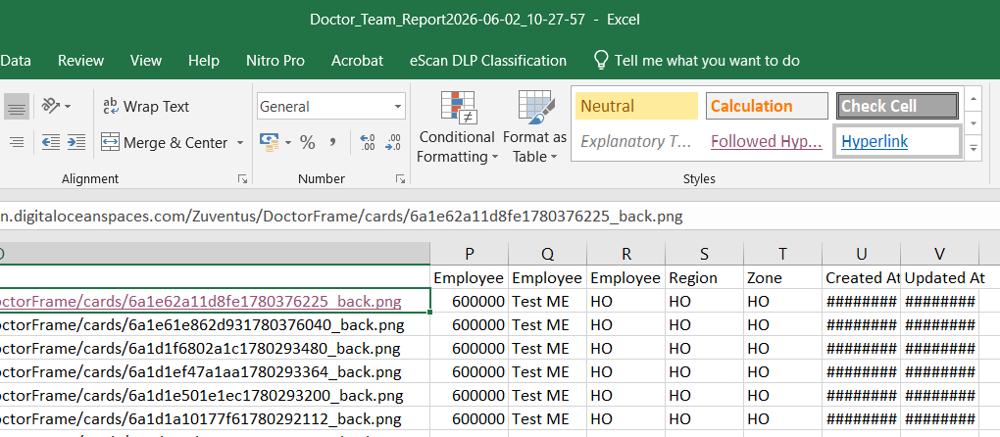 Doctor_Team_Report2026-06-02_10-27-57 - Excel
Data Review View Help Nitro Pro Acrobat eScan DLP Classification Tell me what you want to do
Wrap Text General Neutral Calculation Check Cell
Merge & Center % Conditional Formatting Format as Table Explanatory T... Followed Hyp... Hyperlink
Alignment Number Styles
n.digitaloceanspaces.com/Zuventus/DoctorFrame/cards/6a1e62a11d8fe1780376225_back.png
P Q R S T U V
Employee Employee Employee Region Zone Created At Updated At
octorFrame/cards/6a1e62a11d8fe1780376225_back.png 600000 Test ME HO HO HO ######## ########
octorFrame/cards/6a1e61e862d931780376040_back.png 600000 Test ME HO HO HO ######## ########
octorFrame/cards/6a1d1f6802a1c1780293480_back.png 600000 Test ME HO HO HO ######## ########
octorFrame/cards/6a1d1ef47a1aa1780293364_back.png 600000 Test ME HO HO HO ######## ########
octorFrame/cards/6a1d1e501e1ec1780293200_back.png 600000 Test ME HO HO HO ######## ########
octorFrame/cards/6a1d1a10177f61780292112_back.png 600000 Test ME HO HO HO ######## ########